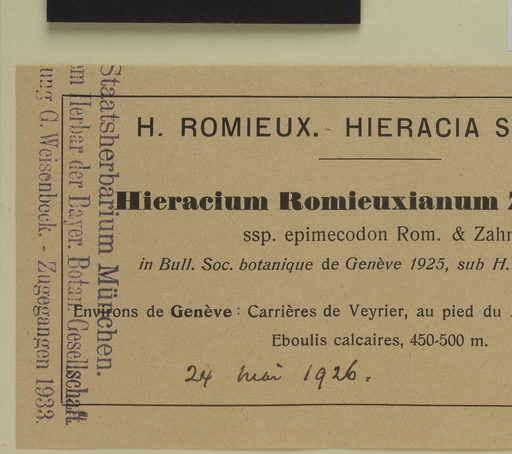 H. ROMIEUX. - HIERACIA S
Hieracium Romieuxianum
ssp. epimecodon Rom. & Zahn
in Bull. Soc. botanique de Genève 1925, sub H.
Environs de Genève : Carrières de Veyrier, au pied du
Eboulis calcaires, 450-500 m.
24 mai 1926.
Staatsherbarium München.
m Herbar der Bayer. Botan. Gesellschaft
ung G. Weisenbeck. - Zugegangen 1933.